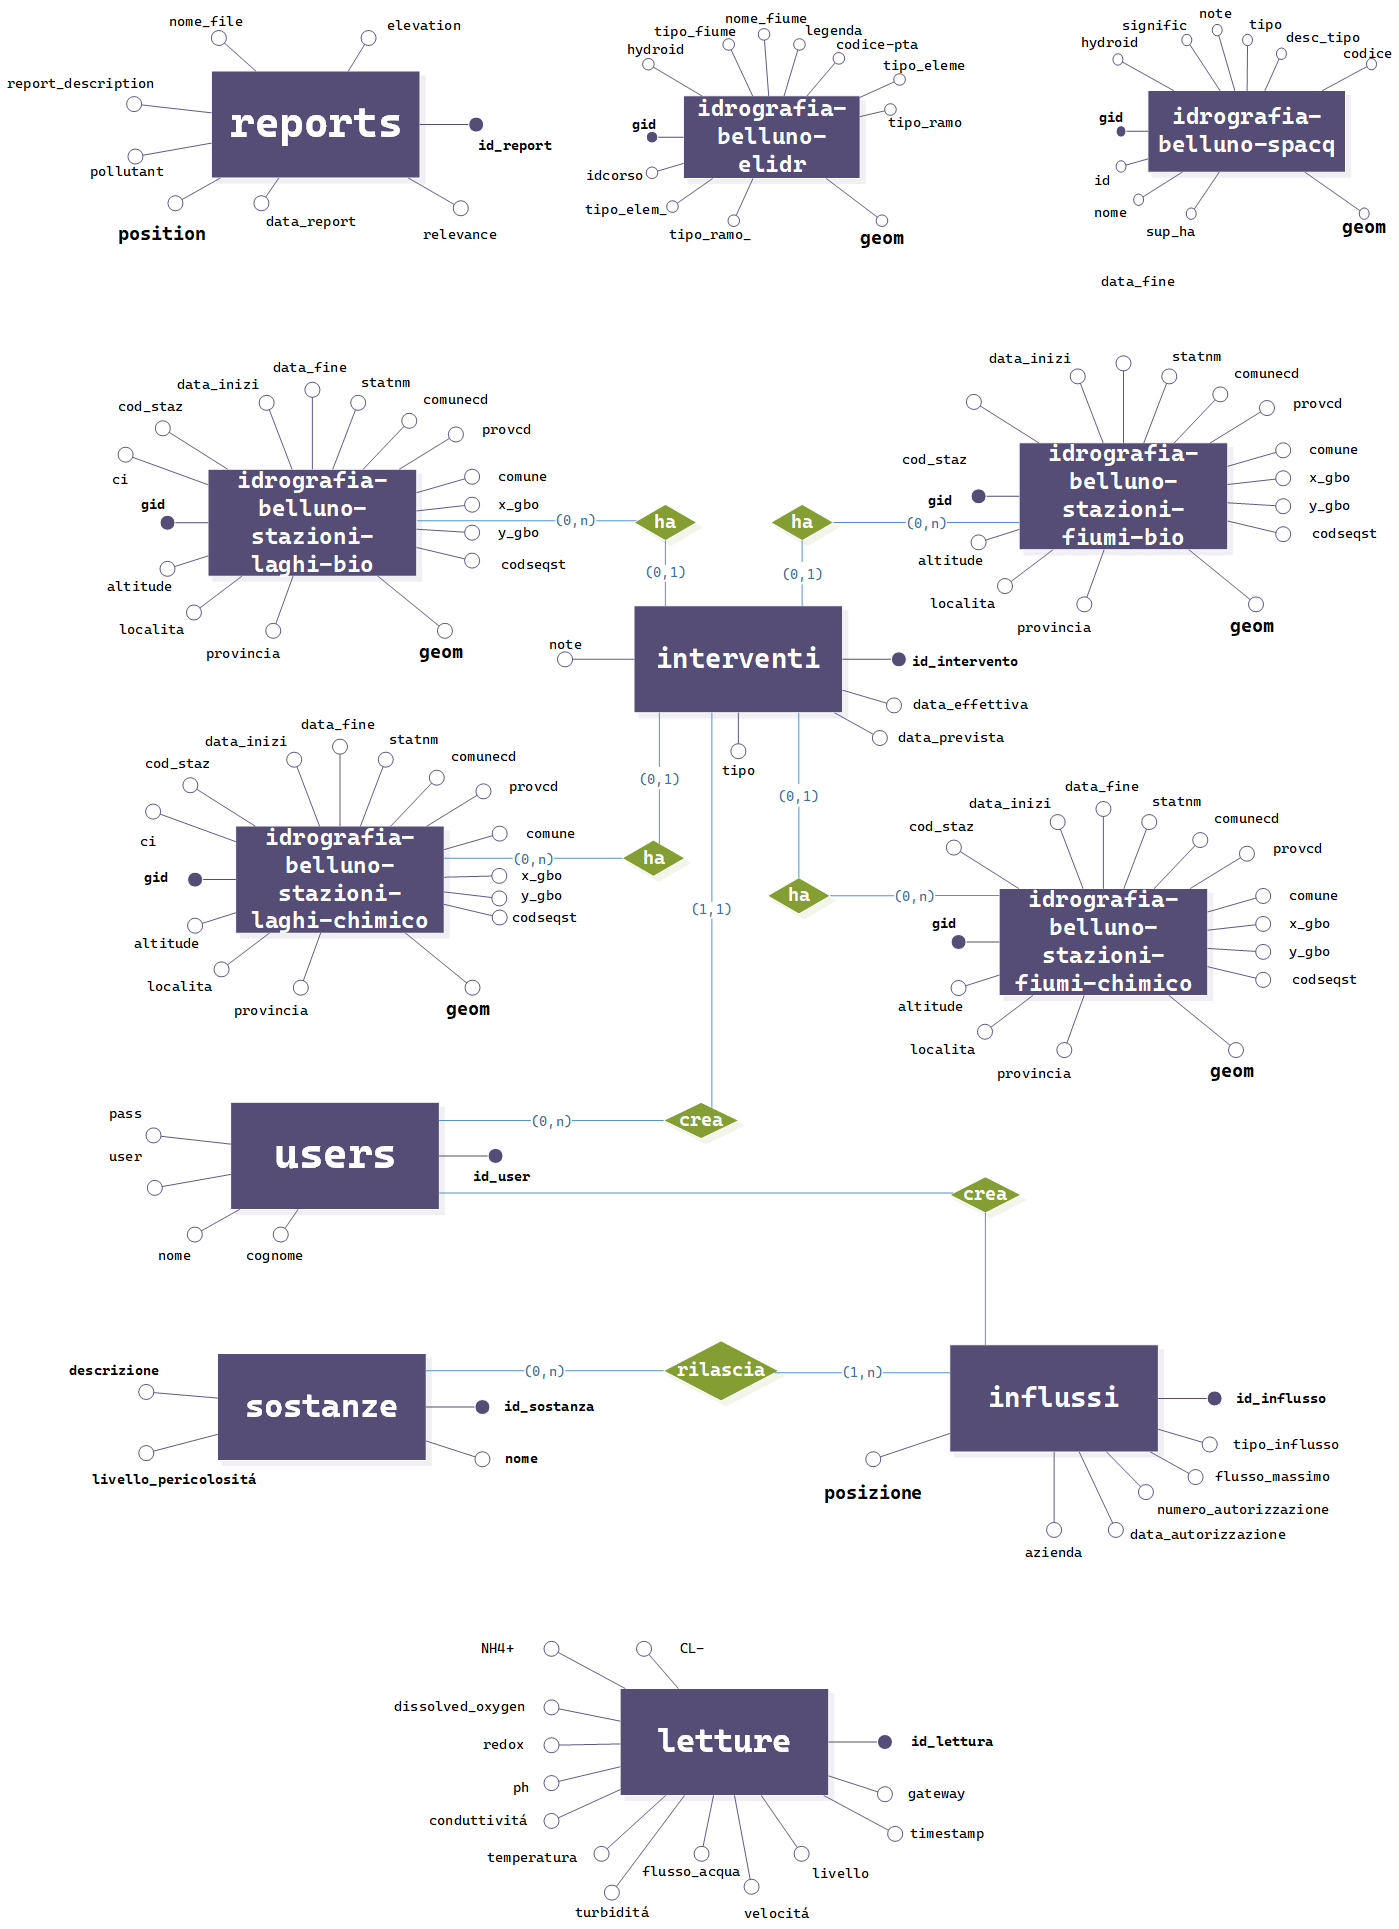 nome_file
elevation
report_description
reports
id_report
pollutant
position
data_report
relevance
nome_fiume
tipo_fiume
legenda
hydroid
codice-pta
tipo_eleme
idrografia-
belluno-
elidr
gid
tipo_ramo
idcorso
tipo_elem_
tipo_ramo_
geom
note
signific
tipo
hydroid
desc_tipo
codice
idrografia-
belluno-spacq
gid
id
nome
sup_ha
geom
data_fine
data_fine
data_inizi
statnm
cod_staz
comunecd
provcd
ci
idrografia-
belluno-
stazioni-
laghi-bio
gid
comune
x_gbo
y_gbo
codseqst
altitude
localita
provincia
geom
(0,n)
ha
(0,1)
ha
(0,n)
(0,1)
data_inizi
statnm
comunecd
provcd
cod_staz
idrografia-
belluno-
stazioni-
fiumi-bio
gid
comune
x_gbo
y_gbo
codseqst
altitude
localita
provincia
geom
note
interventi
id_intervento
data_effettiva
data_prevista
tipo
(0,1)
(0,1)
data_fine
data_inizi
statnm
cod_staz
comunecd
provcd
ci
idrografia-
belluno-
stazioni-
laghi-chimico
gid
comune
x_gbo
y_gbo
codseqst
altitude
localita
provincia
geom
(0,n)
ha
(1,1)
ha
(0,n)
data_fine
data_inizi
statnm
cod_staz
comunecd
provcd
idrografia-
belluno-
stazioni-
fiumi-chimico
gid
comune
x_gbo
y_gbo
codseqst
altitude
localita
provincia
geom
pass
user
users
(0,n)
crea
id_user
nome
cognome
crea
descrizione
sostanze
(0,n)
rilascia
(1,n)
id_sostanza
nome
livello_pericolositá
influssi
id_influsso
tipo_influsso
flusso_massimo
numero_autorizzazione
data_autorizzazione
azienda
posizione
NH4+
CL-
dissolved_oxygen
redox
ph
conduttivitá
letture
id_lettura
gateway
timestamp
temperatura
flusso_acqua
livello
turbiditá
velocitá